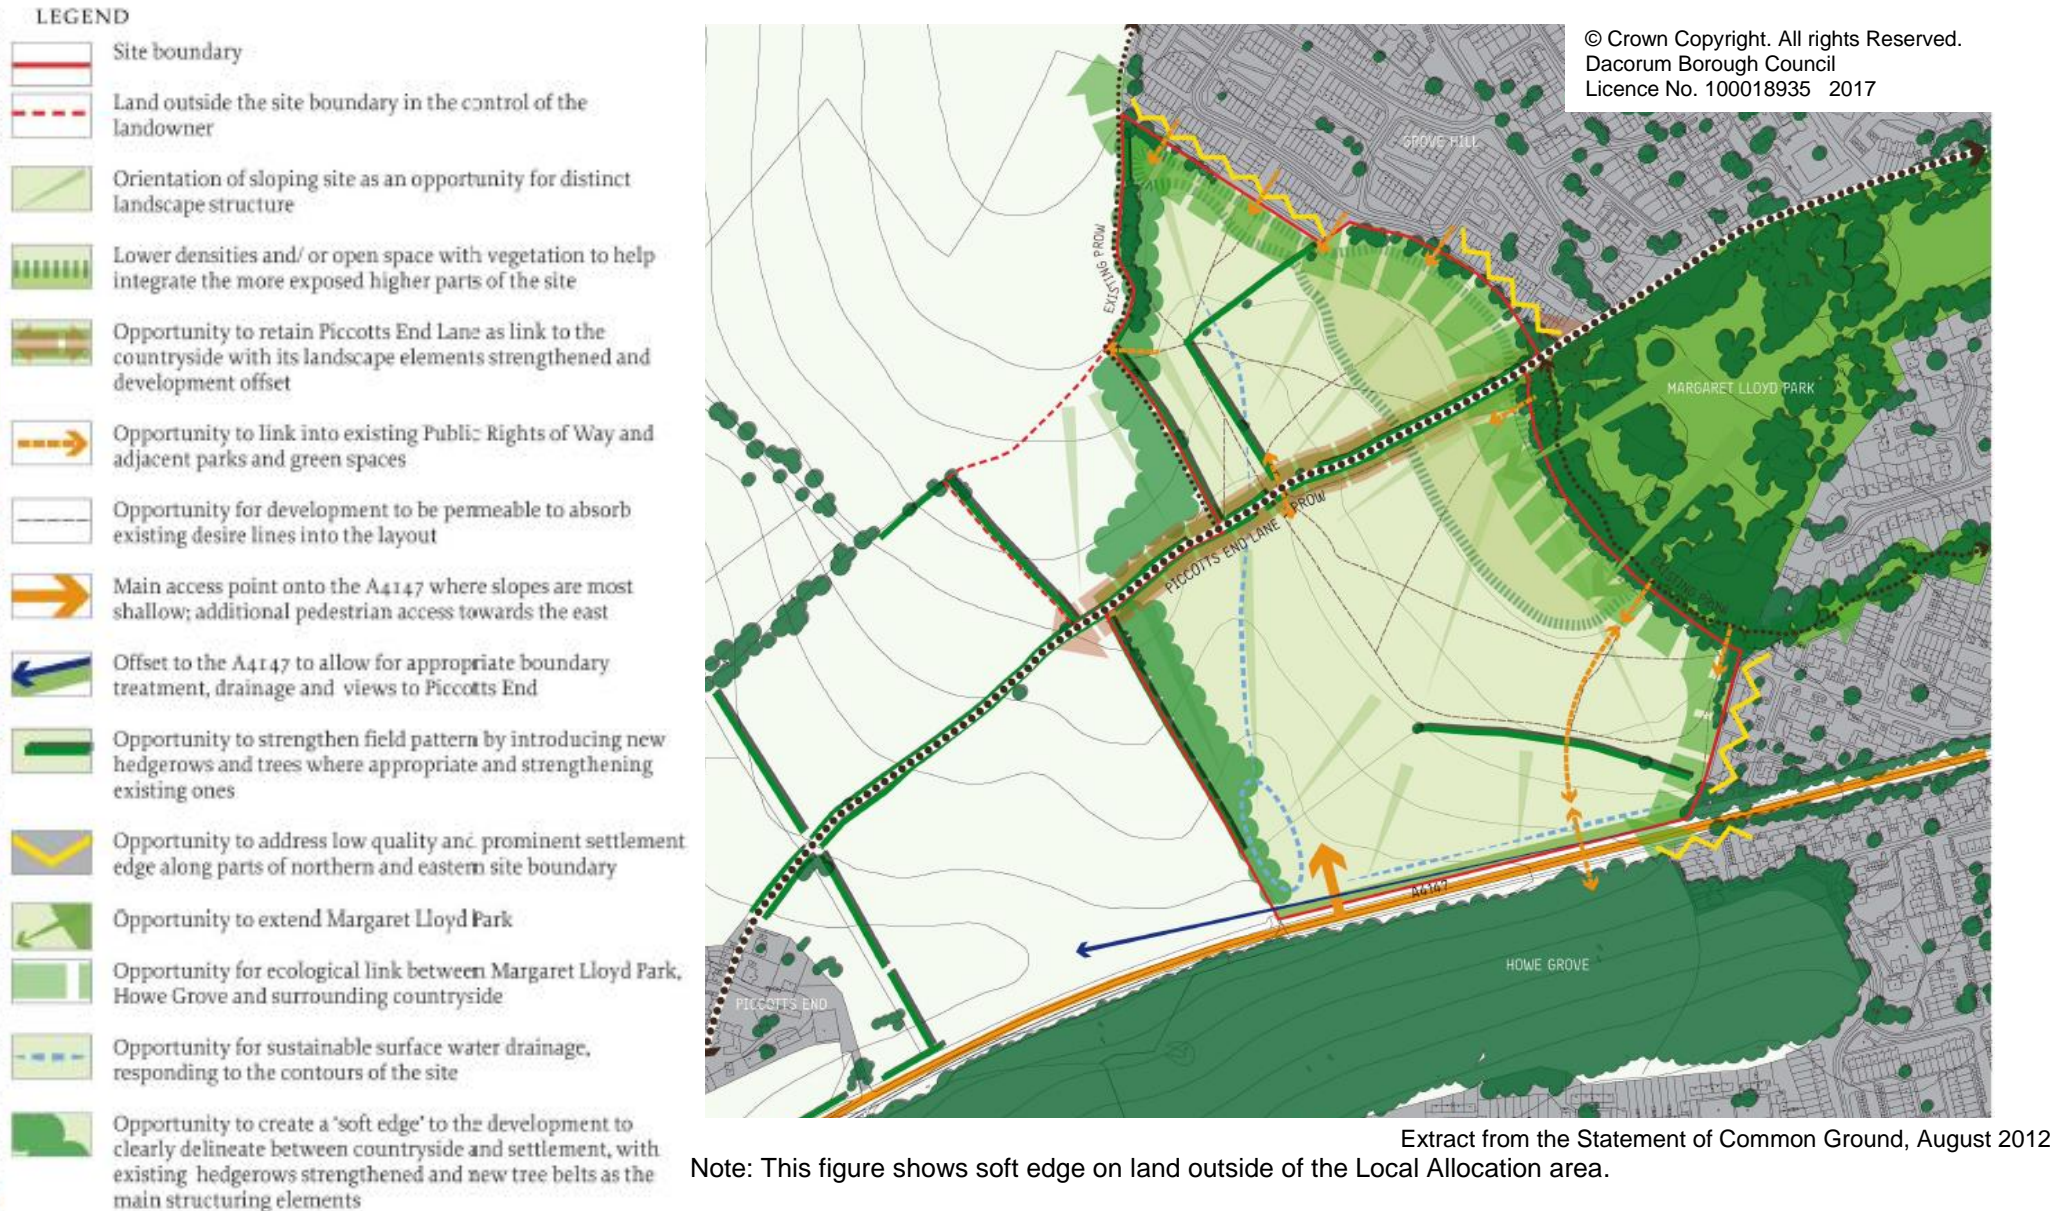 LEGEND
Site boundary
Land outside the site boundary in the control of the
landowner
Orientation of sloping site as an opportunity for distinct
landscape structure
Lower densities and/ or open space with vegetation to help
integrate the more exposed higher parts of the site
Opportunity to retain Piccotts End Lane as link to the
countryside with its landscape elements strengthened and
development offset
Opportunity to link into existing Public Rights of Way and
adjacent parks and green spaces
Opportunity for development to be permeable to absorb
existing desire lines into the layout
Main access point onto the A4147 where slopes are most
shallow; additional pedestrian access towards the east
Offset to the A4147 to allow for appropriate boundary
treatment, drainage and views to Piccotts End
Opportunity to strengthen field pattern by introducing new
hedgerows and trees where appropriate and strengthening
existing ones
Opportunity to address low quality and prominent settlement
edge along parts of northern and eastern site boundary
Opportunity to extend Margaret Lloyd Park
Opportunity for ecological link between Margaret Lloyd Park,
Howe Grove and surrounding countryside
Opportunity for sustainable surface water drainage,
responding to the contours of the site
Opportunity to create a 'soft edge' to the development to
clearly delineate between countryside and settlement, with
existing hedgerows strengthened and new tree belts as the
main structuring elements
© Crown Copyright. All rights Reserved.
Dacorum Borough Council
Licence No. 100018935 2017
GROVE HILL
EXISTING PROW
MARGARET LLOYD PARK
PICCOTTS END LANE - PROW
EXISTING PROW
A4147
HOWE GROVE
PICCOTTS END
Extract from the Statement of Common Ground, August 2012
Note: This figure shows soft edge on land outside of the Local Allocation area.